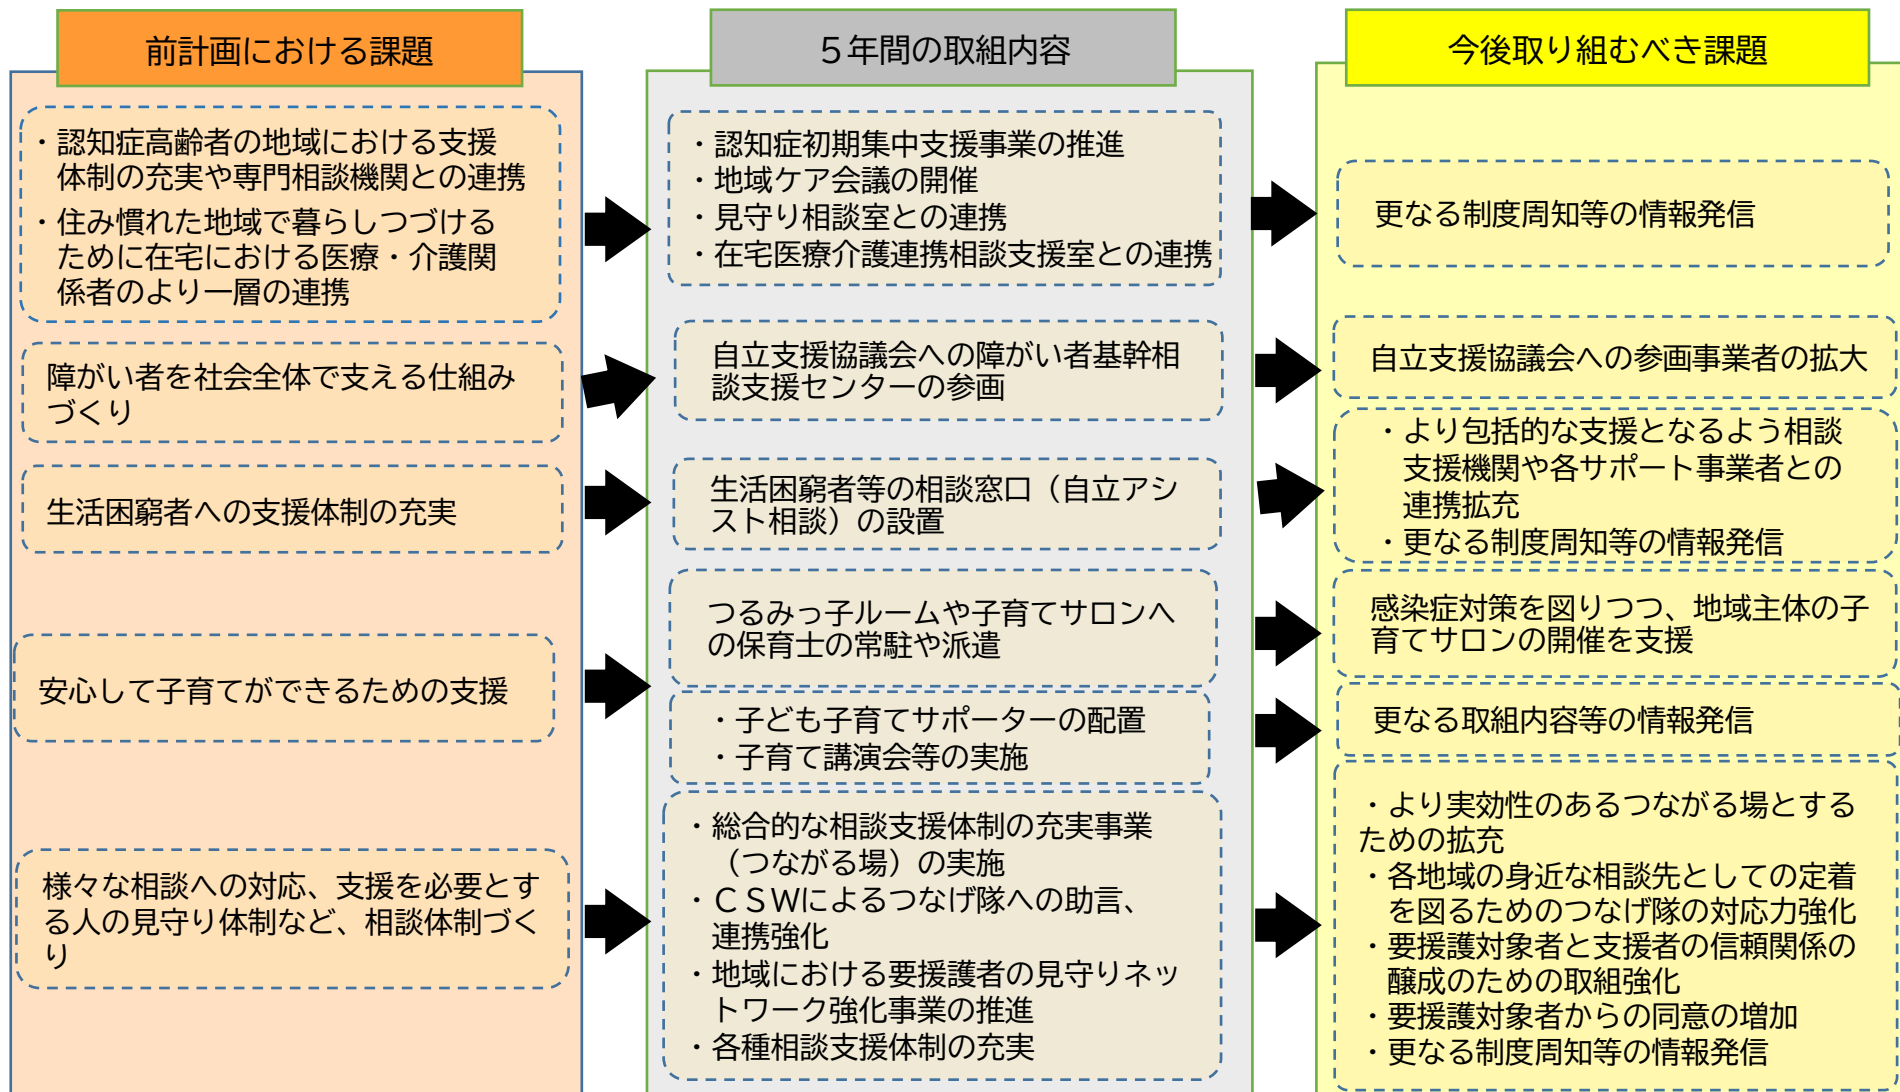 前計画における課題
・認知症高齢者の地域における支援
体制の充実や専門相談機関との連携
・住み慣れた地域で暮らしつづける
ために在宅における医療・介護関
係者のより一層の連携
障がい者を社会全体で支える仕組み
づくり
生活困窮者への支援体制の充実
安心して子育てができるための支援
様々な相談への対応、支援を必要とす
る人の見守り体制など、相談体制づく
り
５年間の取組内容
・認知症初期集中支援事業の推進
・地域ケア会議の開催
・見守り相談室との連携
・在宅医療介護連携相談支援室との連携
自立支援協議会への障がい者基幹相
談支援センターの参画
生活困窮者等の相談窓口（自立アシ
スト相談）の設置
つるみっ子ルームや子育てサロンへ
の保育士の常駐や派遣
・子ども子育てサポーターの配置
・子育て講演会等の実施
・総合的な相談支援体制の充実事業
（つながる場）の実施
・ＣＳＷによるつなげ隊への助言、
連携強化
・地域における要援護者の見守りネッ
トワーク強化事業の推進
・各種相談支援体制の充実
今後取り組むべき課題
更なる制度周知等の情報発信
自立支援協議会への参画事業者の拡大
・より包括的な支援となるよう相談
支援機関や各サポート事業者との
連携拡充
・更なる制度周知等の情報発信
感染症対策を図りつつ、地域主体の子
育てサロンの開催を支援
更なる取組内容等の情報発信
・より実効性のあるつながる場とする
ための拡充
・各地域の身近な相談先としての定着
を図るためのつなげ隊の対応力強化
・要援護対象者と支援者の信頼関係の
醸成のための取組強化
・要援護対象者からの同意の増加
・更なる制度周知等の情報発信